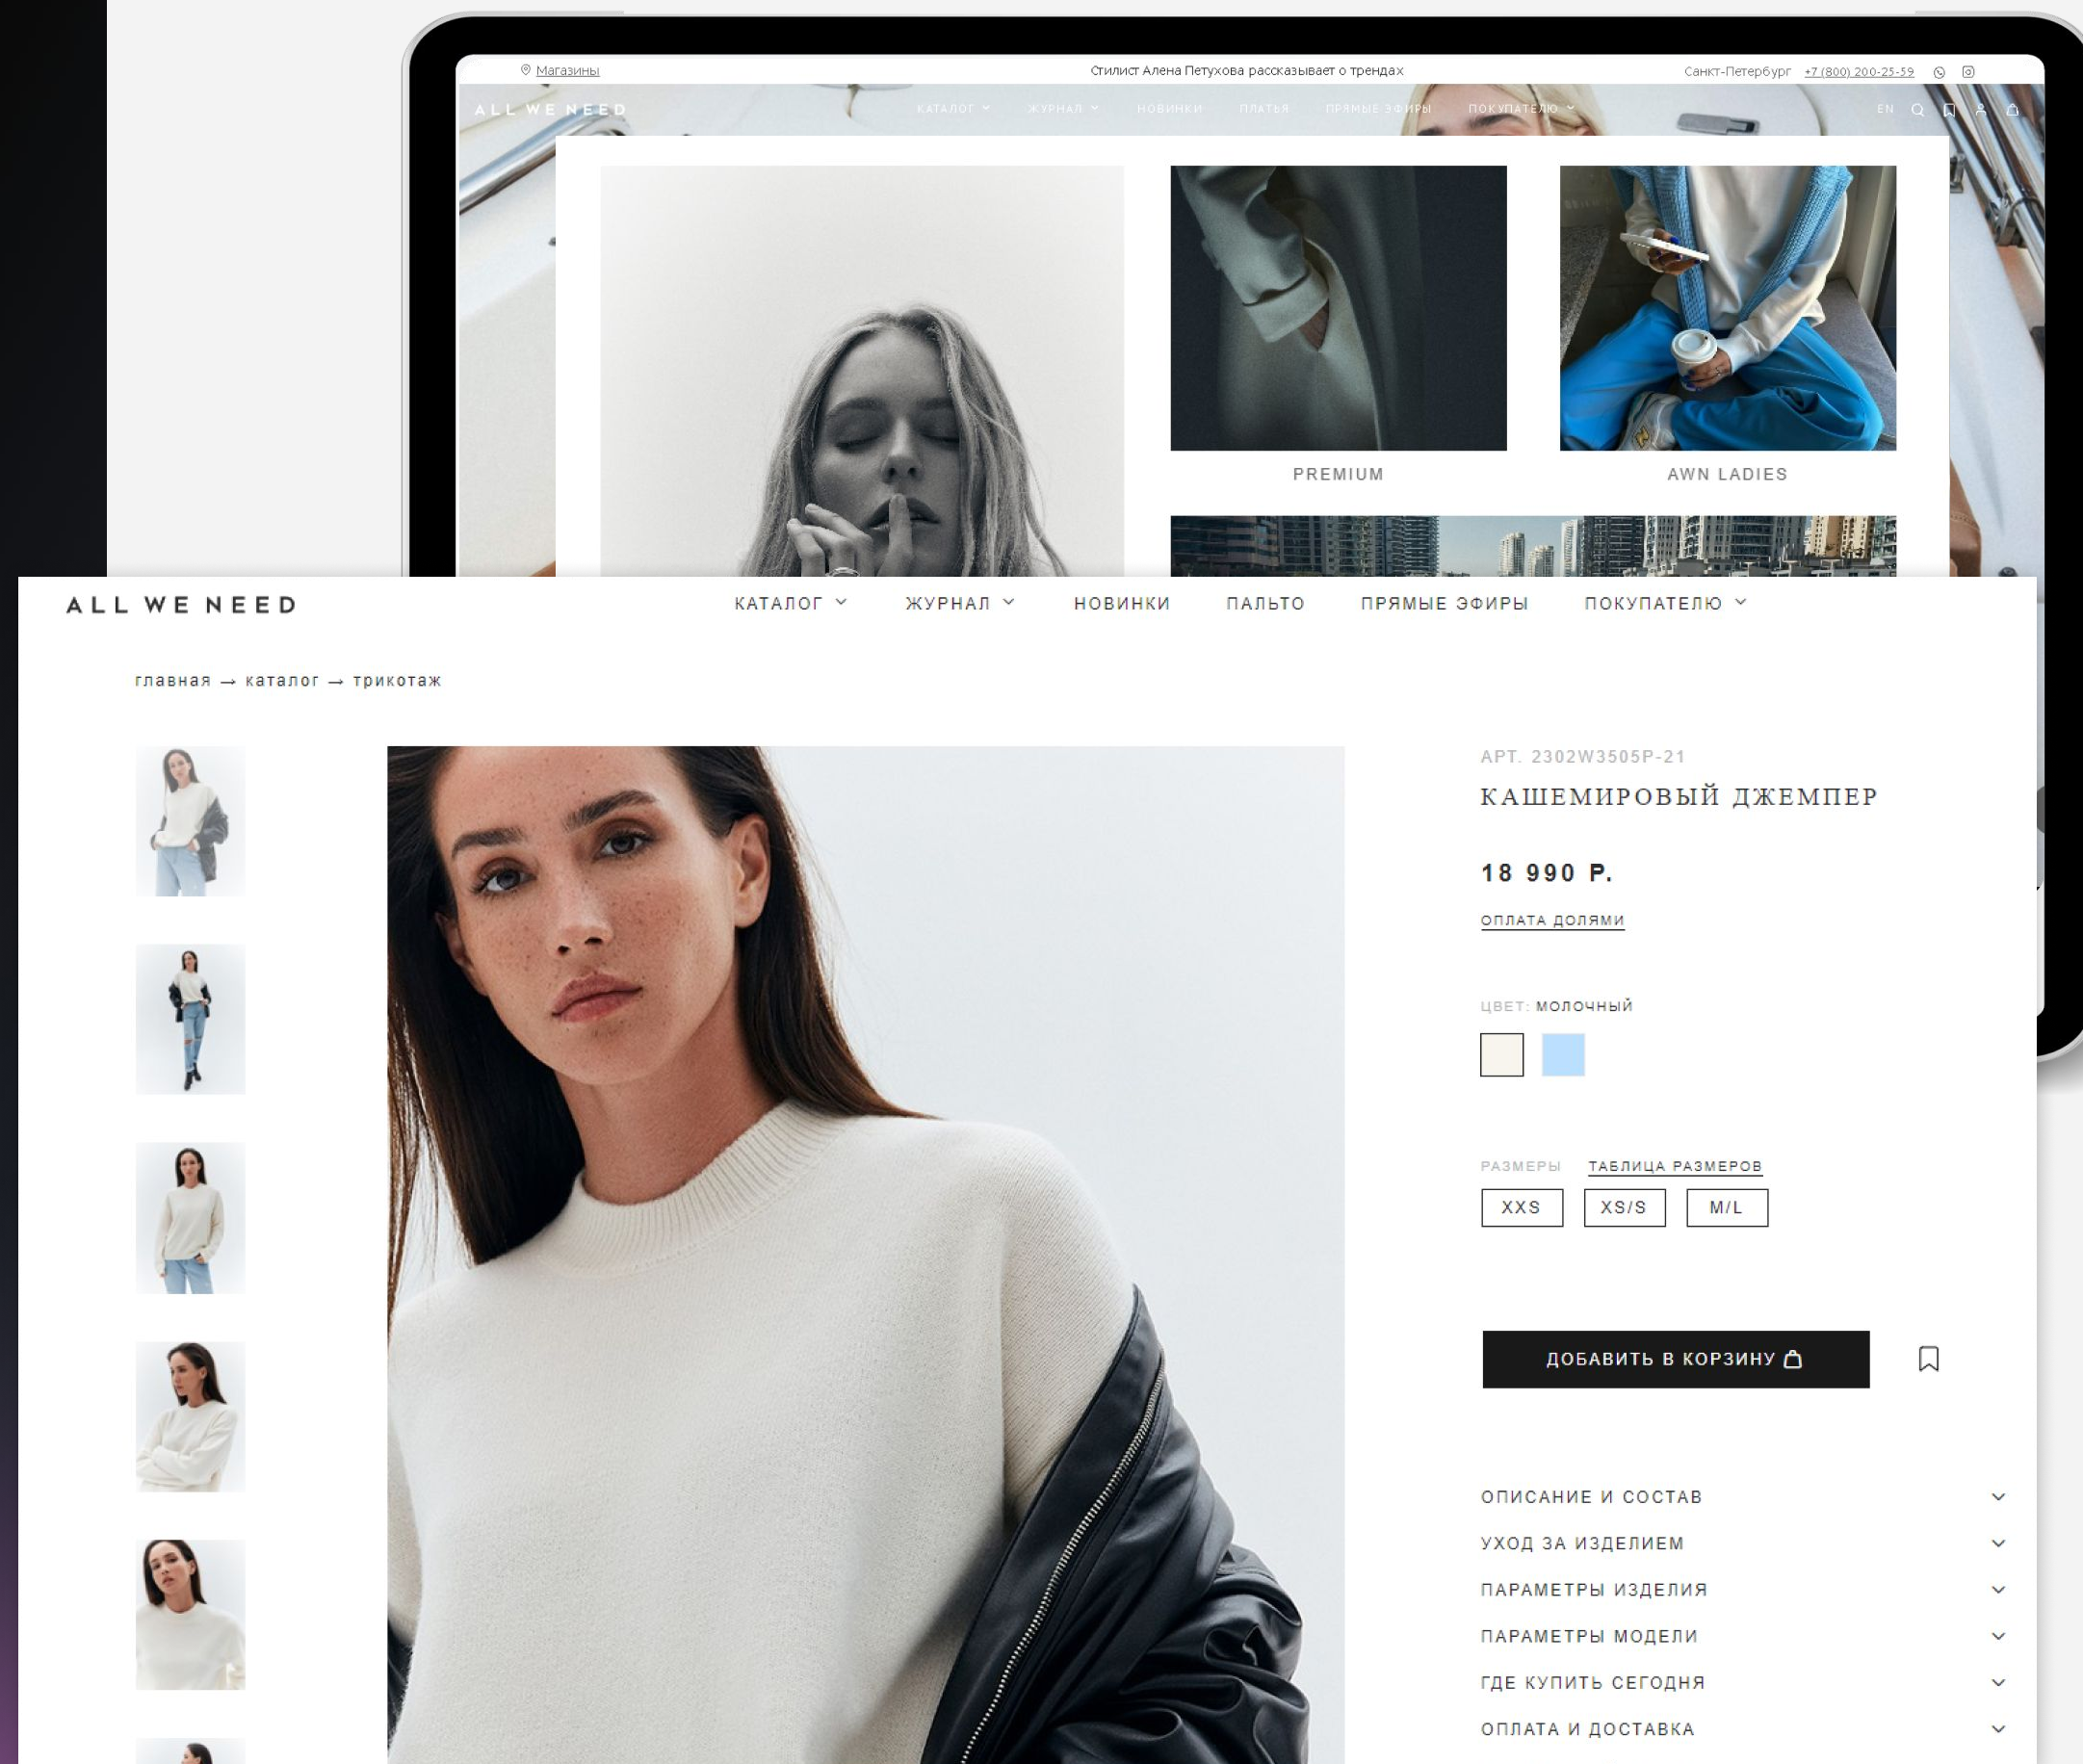 Магазины
Стилист Алена Петухова рассказывает о трендах
Санкт-Петербург +7 (800) 200-25-59
ALL WE NEED
КАТАЛОГ ЖУРНАЛ НОВИНКИ ПЛАТЬЯ ПРЯМЫЕ ЭФИРЫ ПОКУПАТЕЛЮ
EN
PREMIUM
AWN LADIES
ALL WE NEED
КАТАЛОГ ЖУРНАЛ НОВИНКИ ПАЛЬТО ПРЯМЫЕ ЭФИРЫ ПОКУПАТЕЛЮ
главная → каталог → трикотаж
АРТ. 2302W3505P-21
КАШЕМИРОВЫЙ ДЖЕМПЕР
18 990 Р.
ОПЛАТА ДОЛЯМИ
ЦВЕТ: МОЛОЧНЫЙ
РАЗМЕРЫ ТАБЛИЦА РАЗМЕРОВ
XXS XS/S M/L
ДОБАВИТЬ В КОРЗИНУ
ОПИСАНИЕ И СОСТАВ
УХОД ЗА ИЗДЕЛИЕМ
ПАРАМЕТРЫ ИЗДЕЛИЯ
ПАРАМЕТРЫ МОДЕЛИ
ГДЕ КУПИТЬ СЕГОДНЯ
ОПЛАТА И ДОСТАВКА